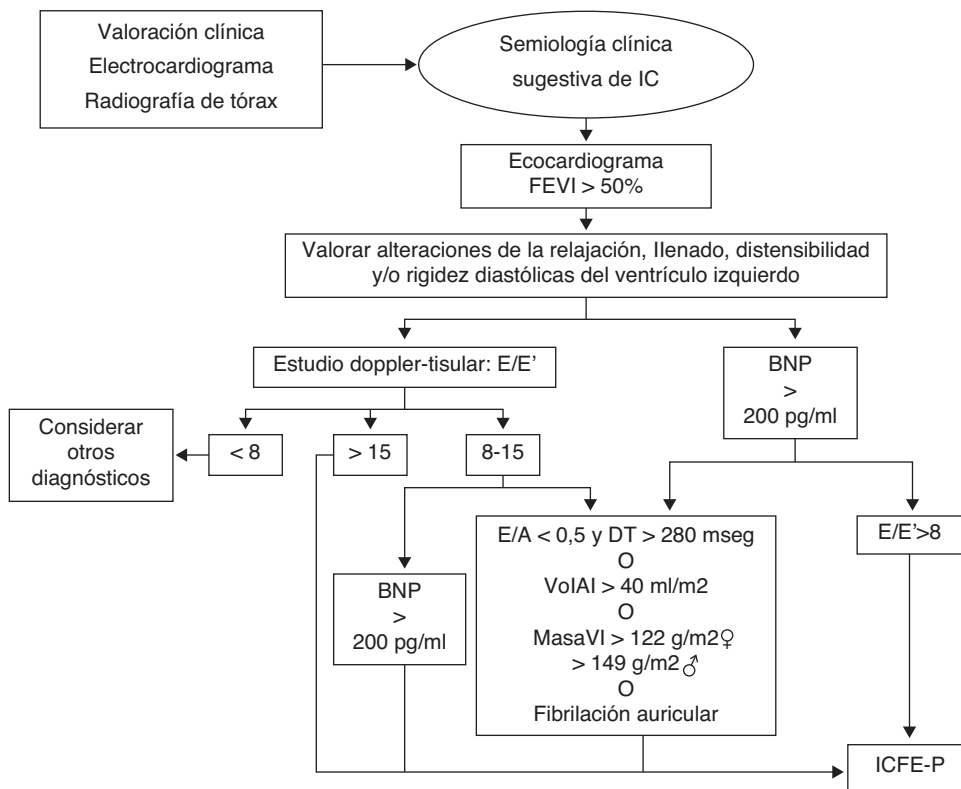 Valoración clínica
Electrocardiograma
Radiografía de tórax
Semiología clínica
sugestiva de IC
Ecocardiograma
FEVI > 50%
Valorar alteraciones de la relajación, llenado, distensibilidad
y/o rigidez diastólicas del ventrículo izquierdo
Estudio doppler-tisular: E/E’
BNP
>
200 pg/ml
Considerar
otros
diagnósticos
< 8
> 15
8-15
E/A < 0,5 y DT > 280 mseg
O
VolAI > 40 ml/m2
O
MasaVI > 122 g/m2♀
> 149 g/m2♂
O
Fibrilación auricular
E/E’>8
BNP
>
200 pg/ml
ICFE-P